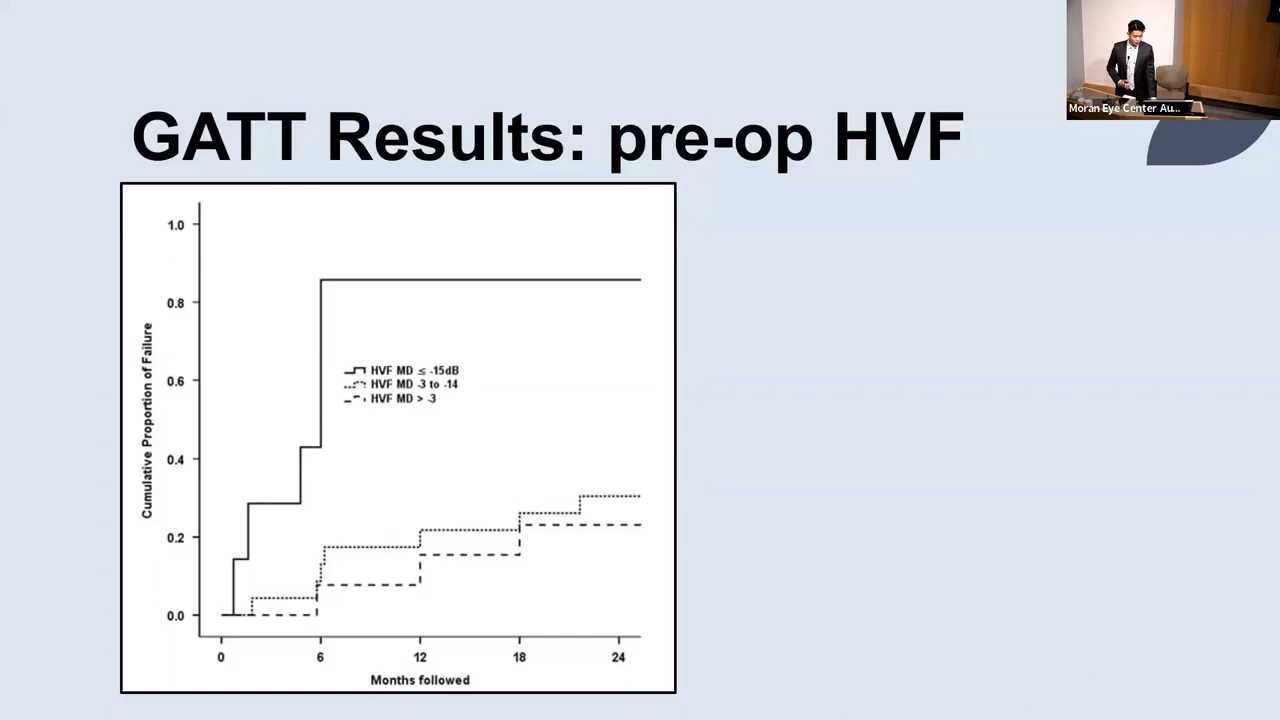 Moran Eye Center Au...
GATT Results: pre-op HVF
Cumulative Proportion of Failure
1.0
0.8
0.6
0.4
0.2
0.0
HVF MD ≤ -15dB
HVF MD -3 to -14
HVF MD > -3
0 6 12 18 24
Months followed